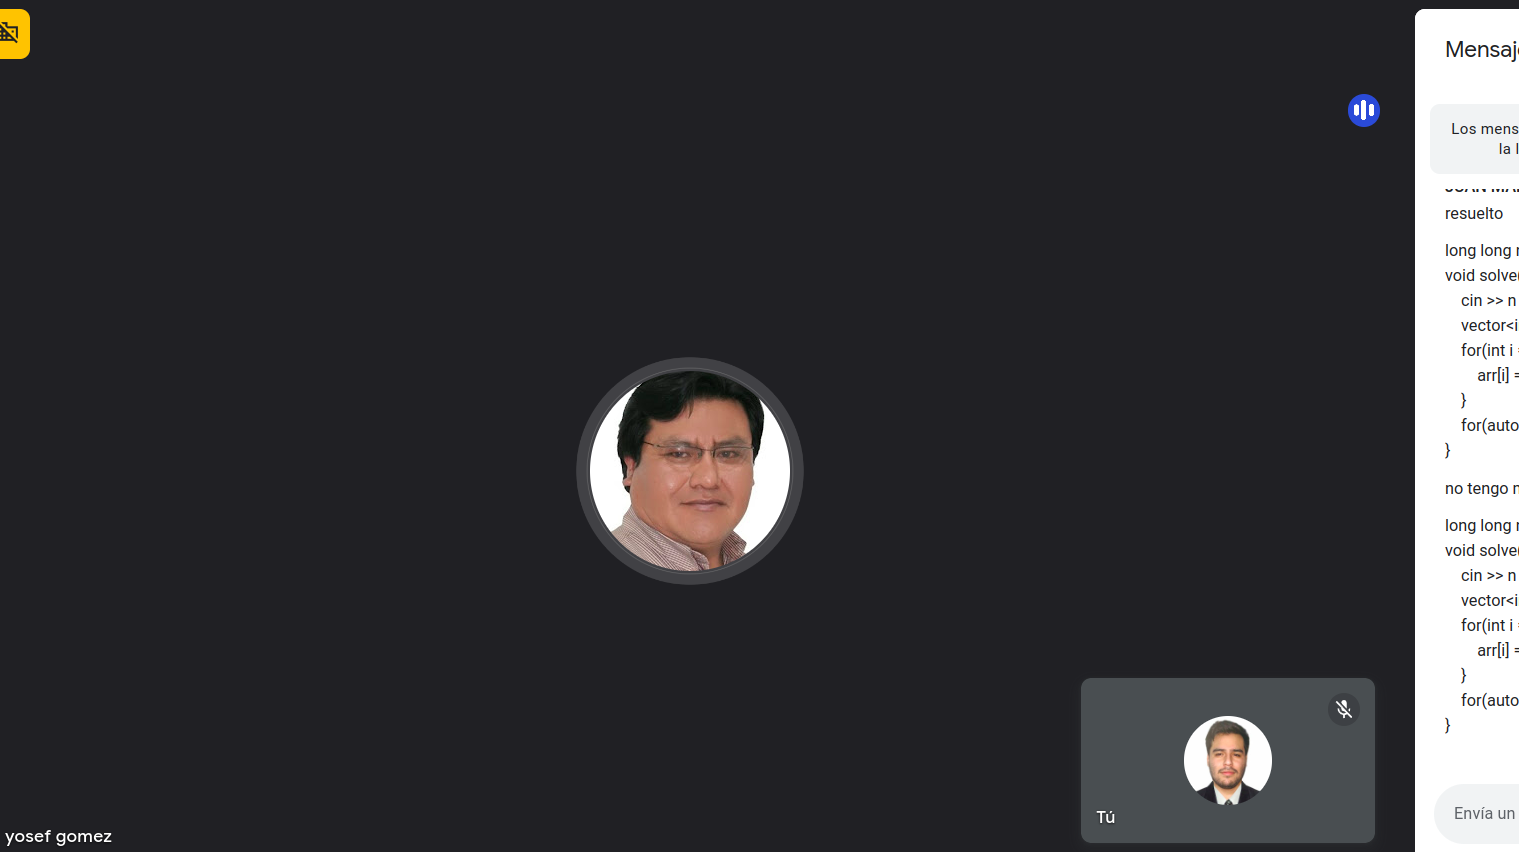 Mensaj
Los mens
la l
resuelto
long long
void solve
cin >> n
vector<i
for(int i
arr[i] =
}
for(auto
}
no tengo
long long
void solve
cin >> n
vector<i
for(int i
arr[i] =
}
for(auto
}
Envía un
Tú
yosef gomez